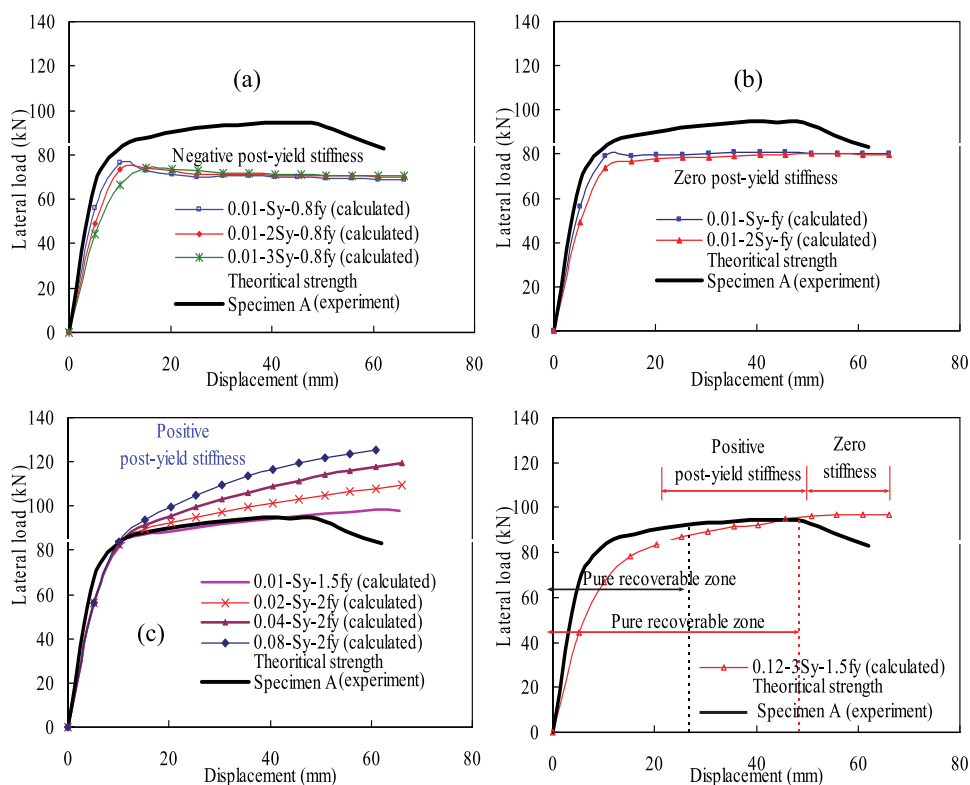 140
120
100
80
60
40
20
0
Lateral load (kN)
(a)
Negative post-yield stiffness
0.01-Sy-0.8fy (calculated)
0.01-2Sy-0.8fy (calculated)
0.01-3Sy-0.8fy (calculated)
Theoritical strength
Specimen A (experiment)
0 20 40 60 80
Displacement (mm)
140
120
100
80
60
40
20
0
Lateral load (kN)
(b)
Zero post-yield stiffness
0.01-Sy-fy (calculated)
0.01-2Sy-fy (calculated)
Theoritical strength
Specimen A (experiment)
0 20 40 60 80
Displacement (mm)
140
120
100
80
60
40
20
0
Lateral load (kN)
Positive
post-yield stiffness
(c)
0.01-Sy-1.5fy (calculated)
0.02-Sy-2fy (calculated)
0.04-Sy-2fy (calculated)
0.08-Sy-2fy (calculated)
Theoritical strength
Specimen A (experiment)
0 20 40 60 80
Displacement (mm)
140
120
100
80
60
40
20
0
Lateral load (kN)
Positive
post-yield stiffness
Zero
stiffness
Pure recoverable zone
Pure recoverable zone
0.12-3Sy-1.5fy (calculated)
Theoritical strength
Specimen A (experiment)
0 20 40 60 80
Displacement (mm)